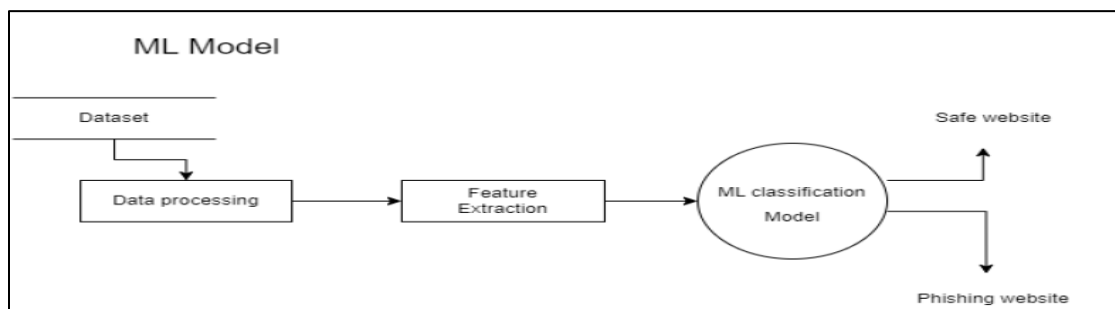 ML Model
Dataset
Data processing
Feature
Extraction
ML classification
Model
Safe website
Phishing website